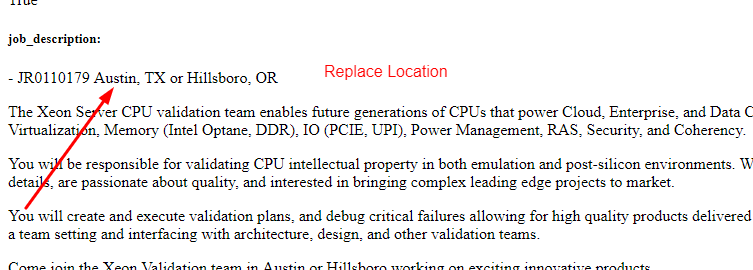 True
job_description:
- JR0110179 Austin, TX or Hillsboro, OR
Replace Location
The Xeon Server CPU validation team enables future generations of CPUs that power Cloud, Enterprise, and Data C
Virtualization, Memory (Intel Optane, DDR), IO (PCIE, UPI), Power Management, RAS, Security, and Coherency.
You will be responsible for validating CPU intellectual property in both emulation and post-silicon environments. W
details, are passionate about quality, and interested in bringing complex leading edge projects to market.
You will create and execute validation plans, and debug critical failures allowing for high quality products delivered
a team setting and interfacing with architecture, design, and other validation teams.
Come join the Xeon Validation team in Austin or Hillsboro working on exciting innovative products